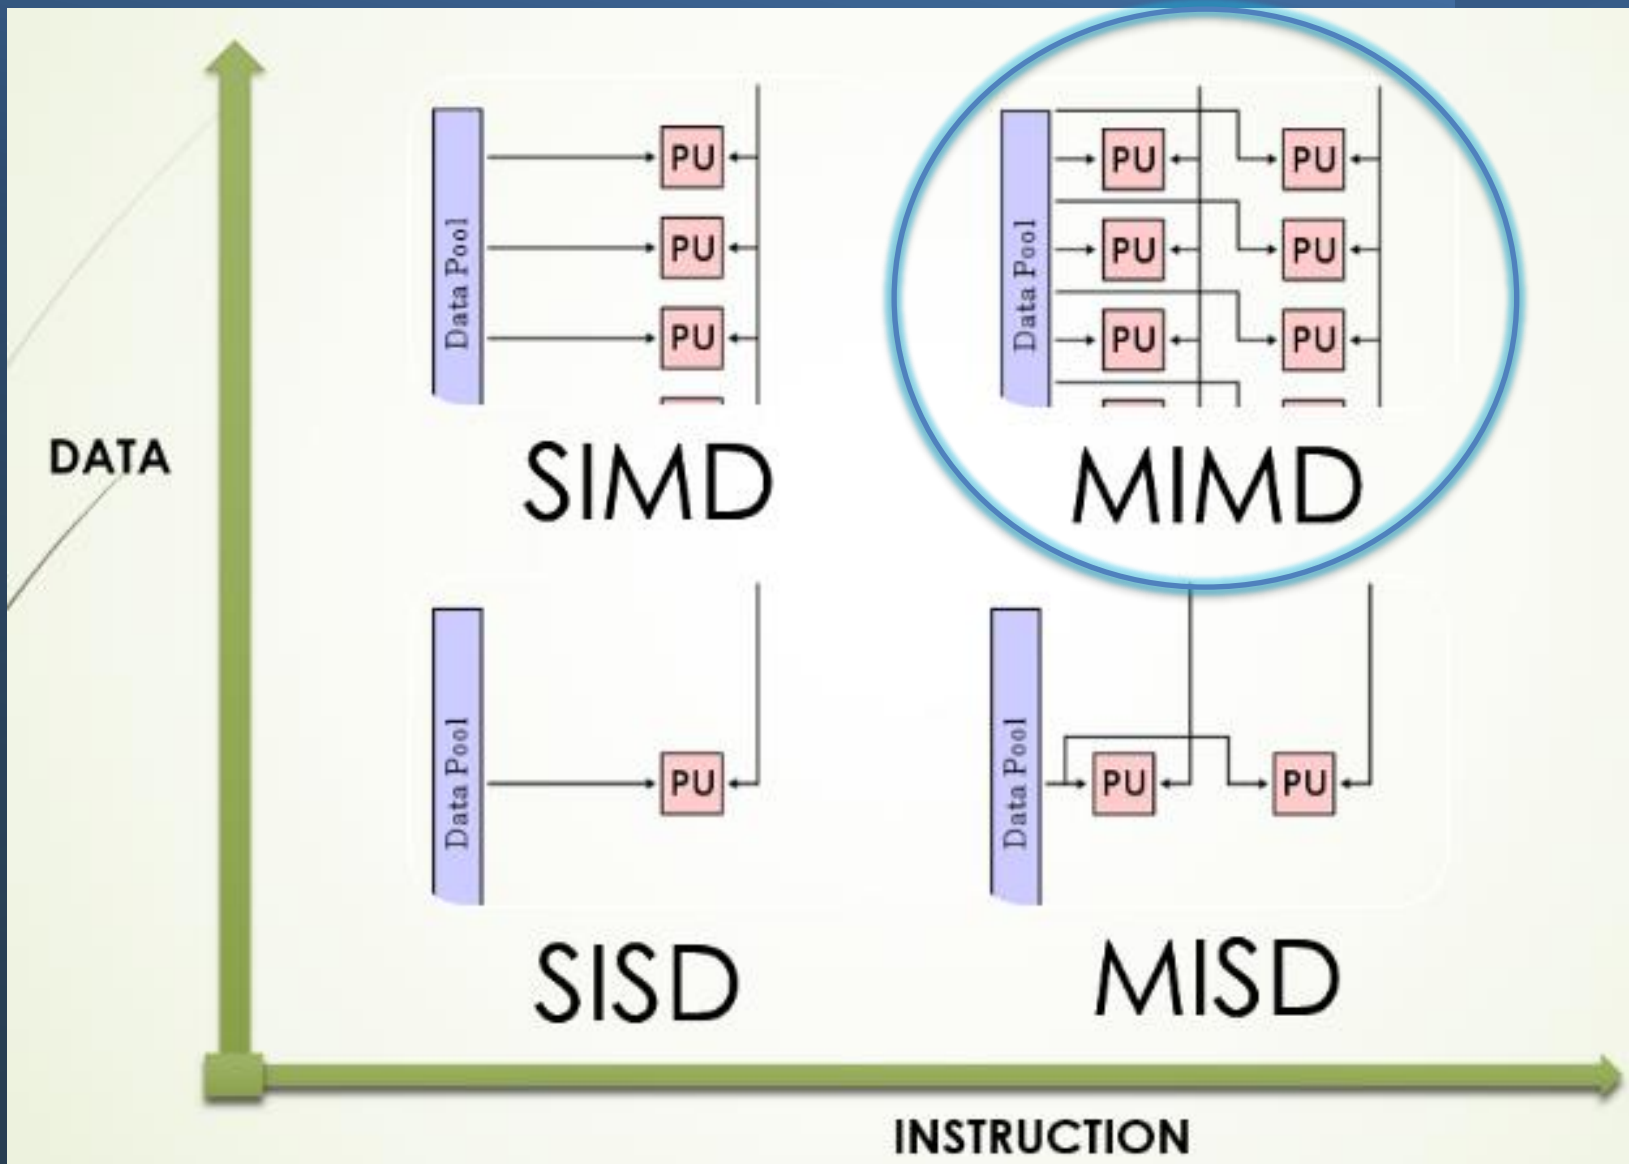 PU
PU
PU
Data Pool
SIMD
PU PU
PU PU
PU PU
Data Pool
MIMD
DATA
PU
Data Pool
SISD
PU PU
Data Pool
MISD
INSTRUCTION